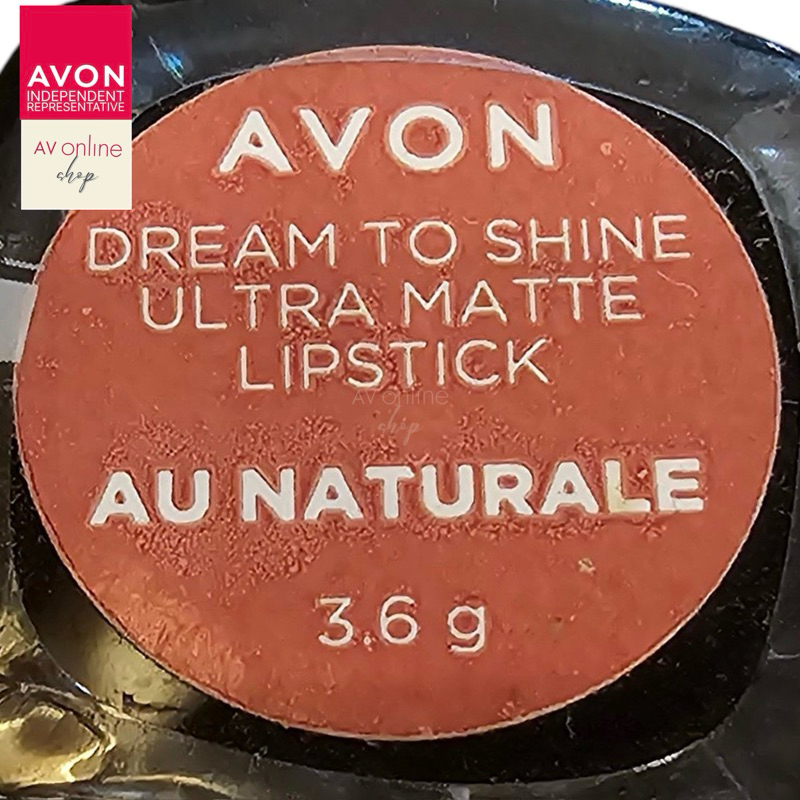 AVON
INDEPENDENT
REPRESENTATIVE
AV online
shop
AVON
DREAM TO SHINE
ULTRA MATTE
LIPSTICK
AV online
shop
AU NATURALE
3.6 g